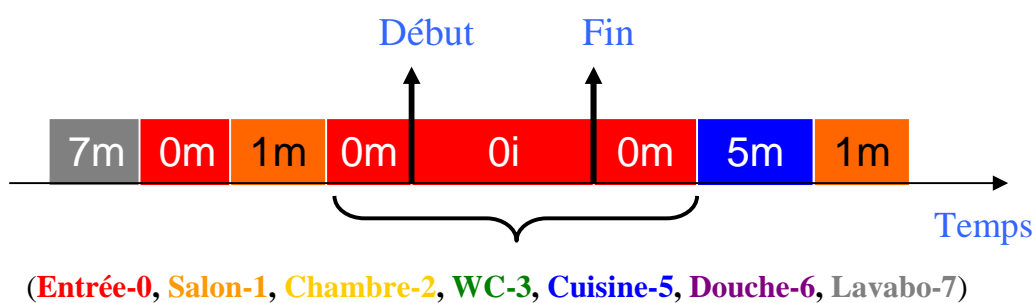 Début Fin
7m 0m 1m 0m 0i 0m 5m 1m
Temps
(Entrée-0, Salon-1, Chambre-2, WC-3, Cuisine-5, Douche-6, Lavabo-7)